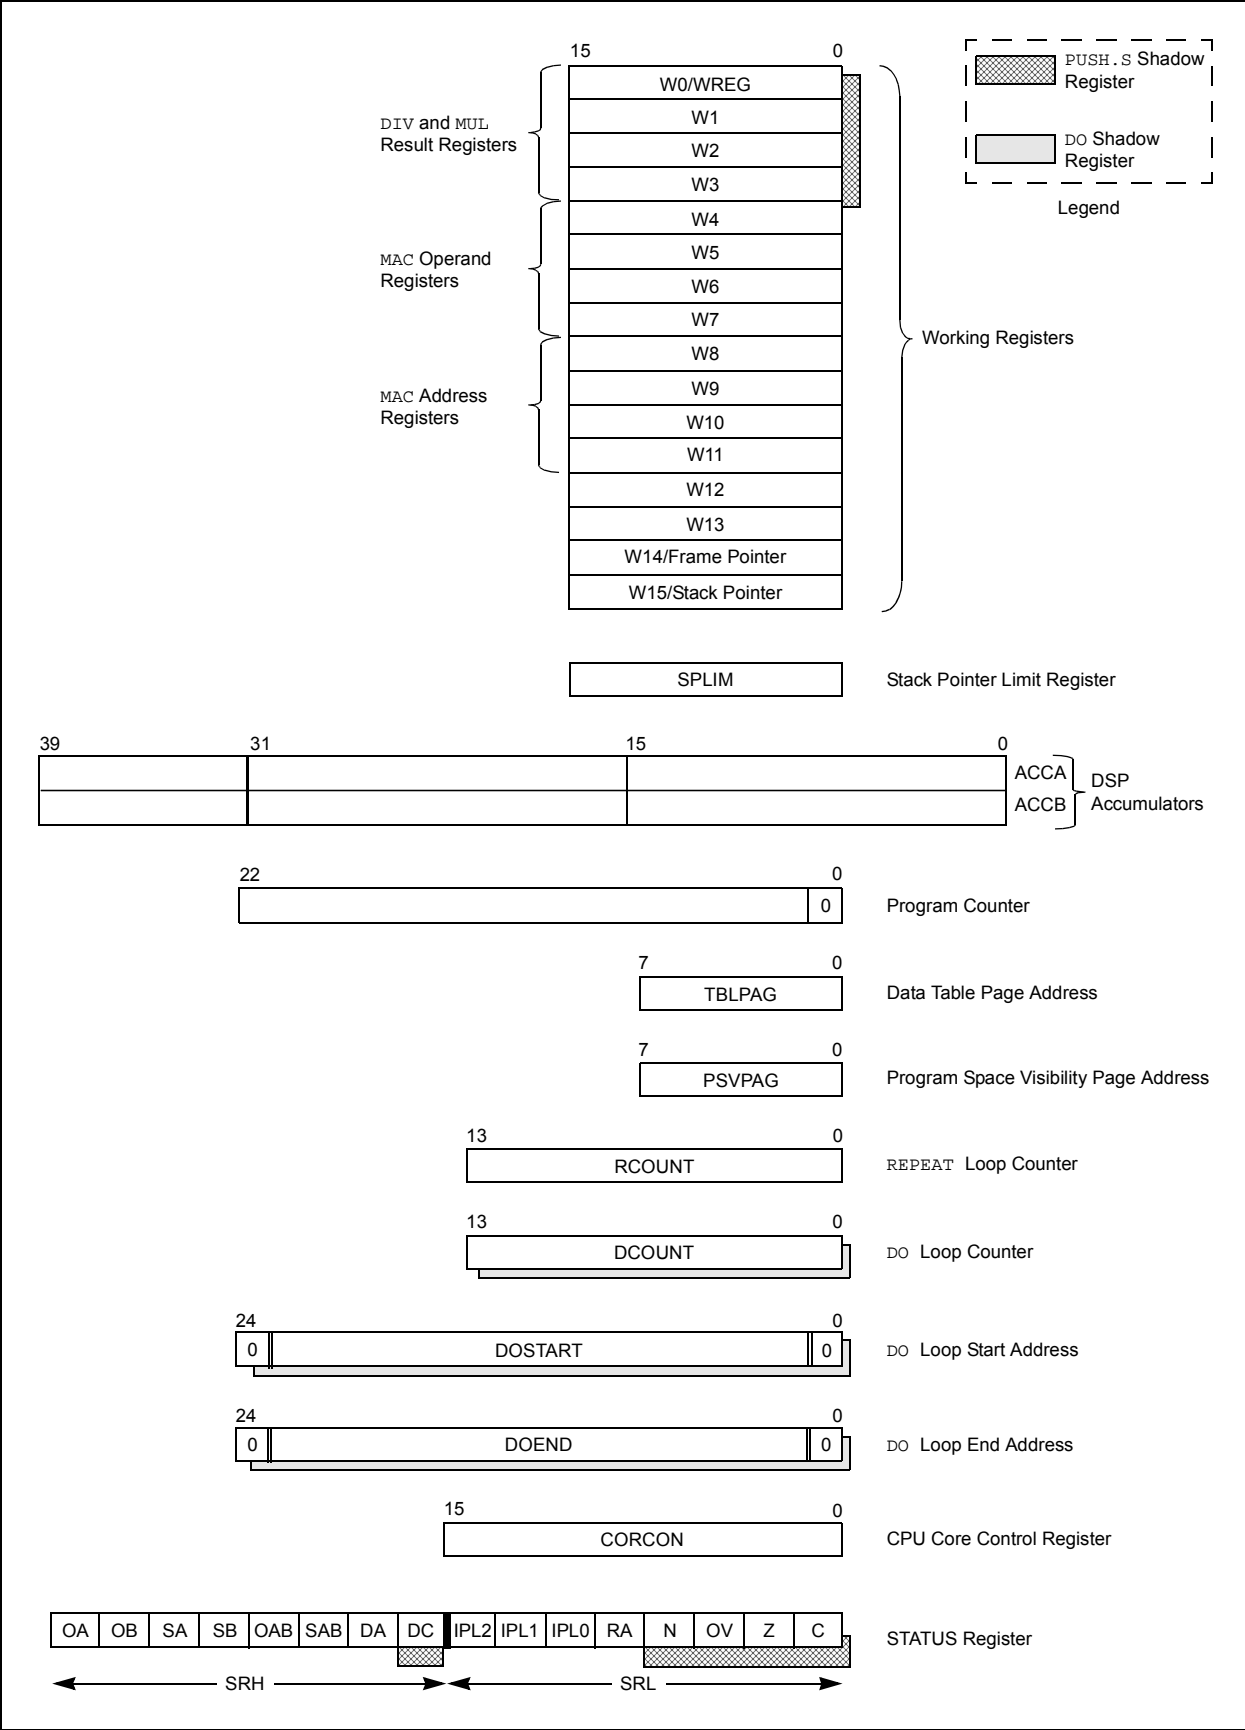 15 0
PUSH.S Shadow
Register
DO Shadow
Register
Legend
W0/WREG
W1
W2
W3
W4
W5
W6
W7
W8
W9
W10
W11
W12
W13
W14/Frame Pointer
W15/Stack Pointer
DIV and MUL
Result Registers
MAC Operand
Registers
MAC Address
Registers
Working Registers
SPLIM Stack Pointer Limit Register
39 31 15 0
ACCA
ACCB
DSP
Accumulators
22 0
0 Program Counter
7 0
TBLPAG Data Table Page Address
7 0
PSVPAG Program Space Visibility Page Address
13 0
RCOUNT REPEAT Loop Counter
13 0
DCOUNT DO Loop Counter
24 0
0 DOSTART 0 DO Loop Start Address
24 0
0 DOEND 0 DO Loop End Address
15 0
CORCON CPU Core Control Register
OA OB SA SB OAB SAB DA DC IPL2 IPL1 IPL0 RA N OV Z C STATUS Register
SRH SRL